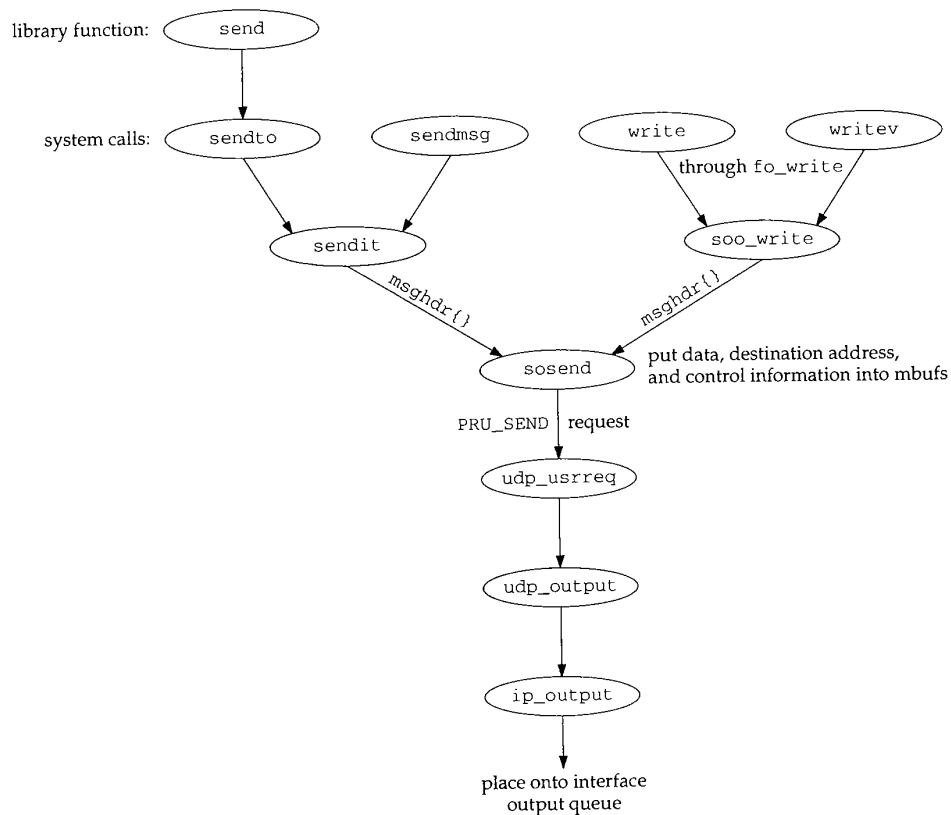 library function:
send
system calls:
sendto
sendmsg
write
writev
through fo_write
sendit
soo_write
msghdr{}
msghdr{}
sosend
put data, destination address,
and control information into mbufs
PRU_SEND request
udp_usrreq
udp_output
ip_output
place onto interface
output queue